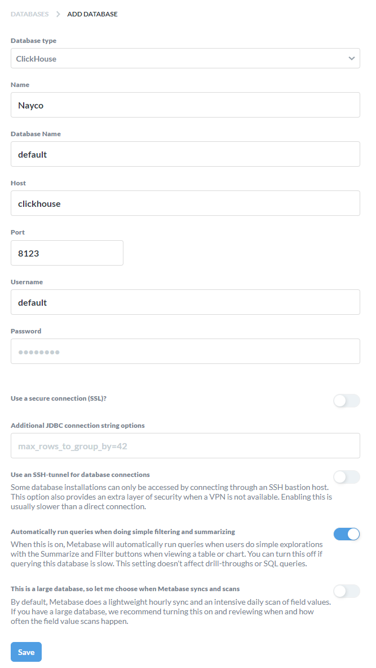 DATABASES > ADD DATABASE
Database type
ClickHouse
Name
Nayco
Database Name
default
Host
clickhouse
Port
8123
Username
default
Password
••••••••
Use a secure connection (SSL)?
Additional JDBC connection string options
max_rows_to_group_by=42
Use an SSH-tunnel for database connections
Some database installations can only be accessed by connecting through an SSH bastion host.
This option also provides an extra layer of security when a VPN is not available. Enabling this is
usually slower than a direct connection.
Automatically run queries when doing simple filtering and summarizing
When this is on, Metabase will automatically run queries when users do simple explorations
with the Summarize and Filter buttons when viewing a table or chart. You can turn this off if
querying this database is slow. This setting doesn't affect drill-throughs or SQL queries.
This is a large database, so let me choose when Metabase syncs and scans
By default, Metabase does a lightweight hourly sync and an intensive daily scan of field values.
If you have a large database, we recommend turning this on and reviewing when and how
often the field value scans happen.
Save